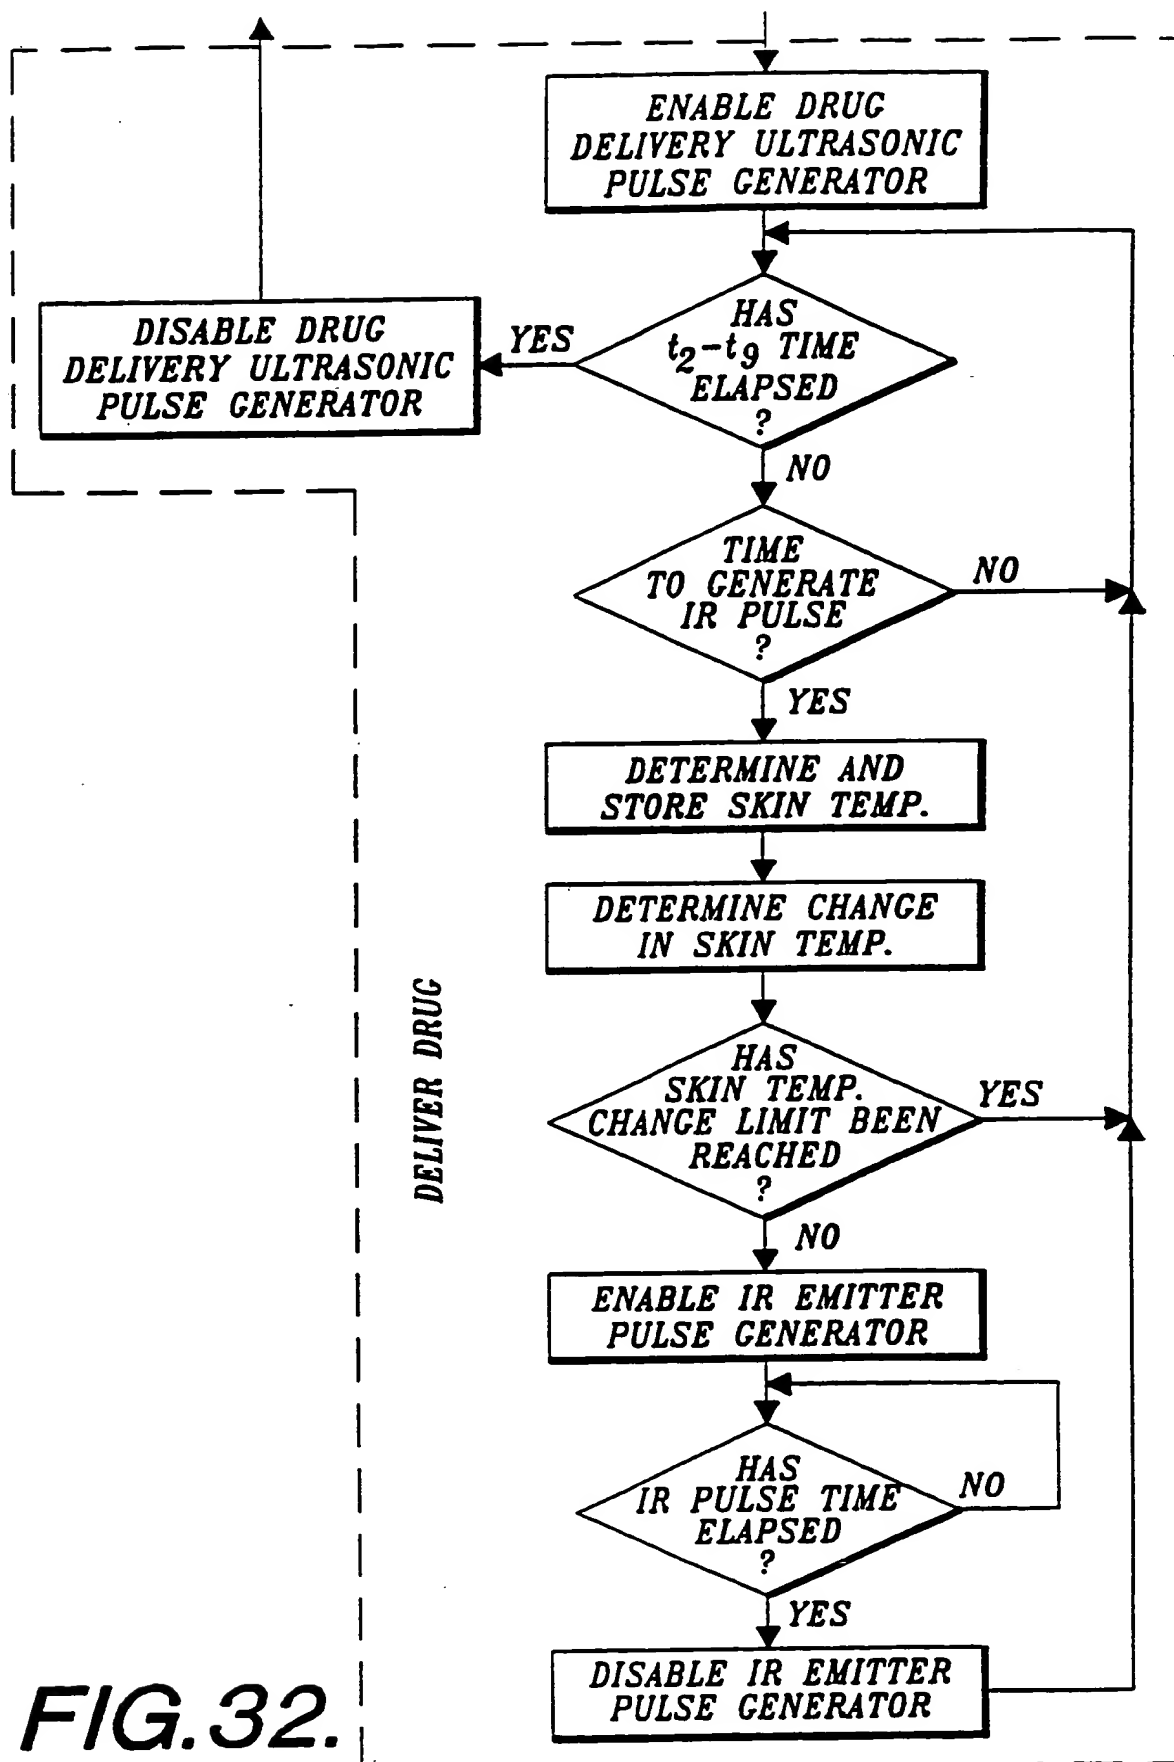 ENABLE DRUG
DELIVERY ULTRASONIC
PULSE GENERATOR
DISABLE DRUG
DELIVERY ULTRASONIC
PULSE GENERATOR
YES
HAS
t2-t9 TIME
ELAPSED
?
NO
TIME
TO GENERATE
IR PULSE
?
NO
YES
DETERMINE AND
STORE SKIN TEMP.
DETERMINE CHANGE
IN SKIN TEMP.
DELIVER DRUG
HAS
SKIN TEMP.
CHANGE LIMIT BEEN
REACHED
?
YES
NO
ENABLE IR EMITTER
PULSE GENERATOR
HAS
IR PULSE TIME
ELAPSED
?
NO
YES
DISABLE IR EMITTER
PULSE GENERATOR
FIG.32.